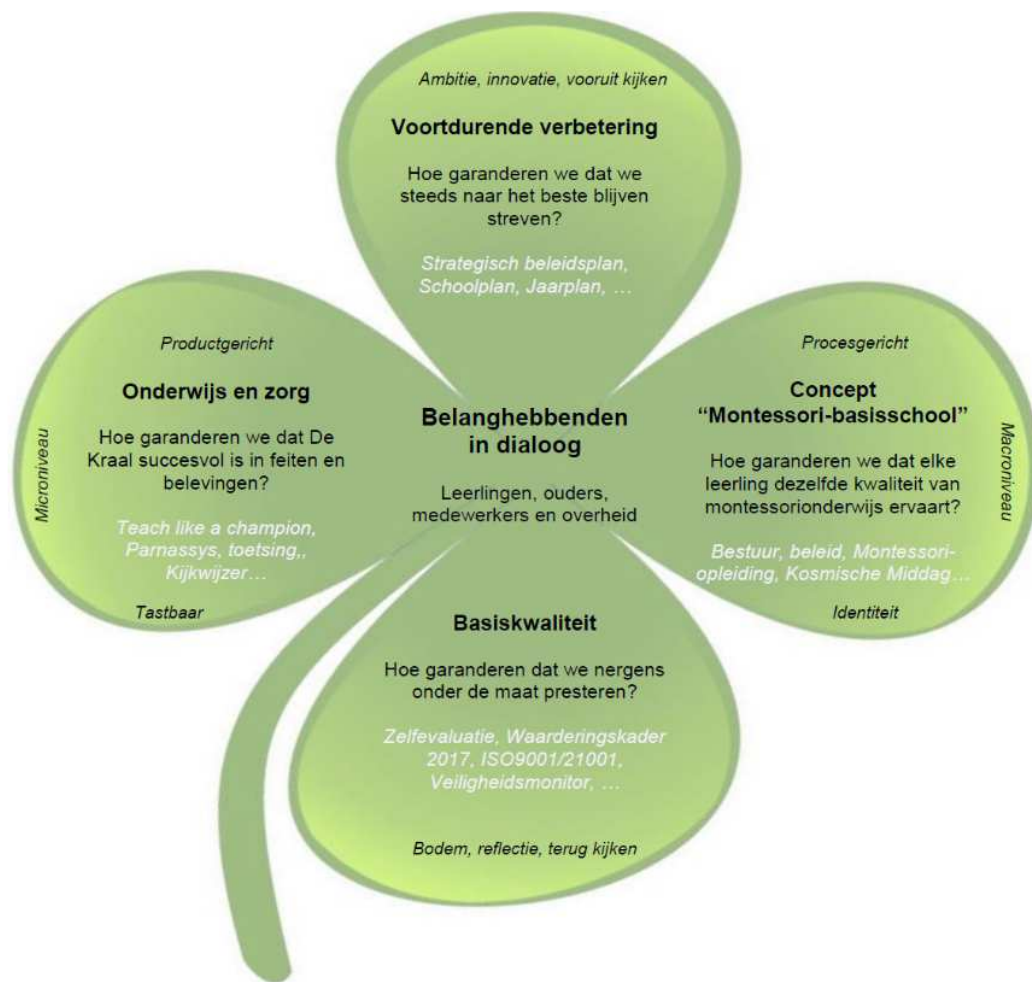 Ambitie, innovatie, vooruit kijken
Voortdurende verbetering
Hoe garanderen we dat we
steeds naar het beste blijven
streven?
Strategisch beleidsplan,
Schoolplan, Jaarplan, …
Microniveau
Productgericht
Onderwijs en zorg
Hoe garanderen we dat De
Kraal succesvol is in feiten en
belevingen?
Teach like a champion,
Parnassys, toetsing,,
Kijkwijzer…
Tastbaar
Belanghebbenden
in dialoog
Leerlingen, ouders,
medewerkers en overheid
Procesgericht
Concept
“Montessori-basisschool”
Hoe garanderen we dat elke
leerling dezelfde kwaliteit van
montessorionderwijs ervaart?
Bestuur, beleid, Montessori-
opleiding, Kosmische Middag…
Identiteit
Macroniveau
Basiskwaliteit
Hoe garanderen dat we nergens
onder de maat presteren?
Zelfevaluatie, Waarderingskader
2017, ISO9001/21001,
Veiligheidsmonitor, …
Bodem, reflectie, terug kijken